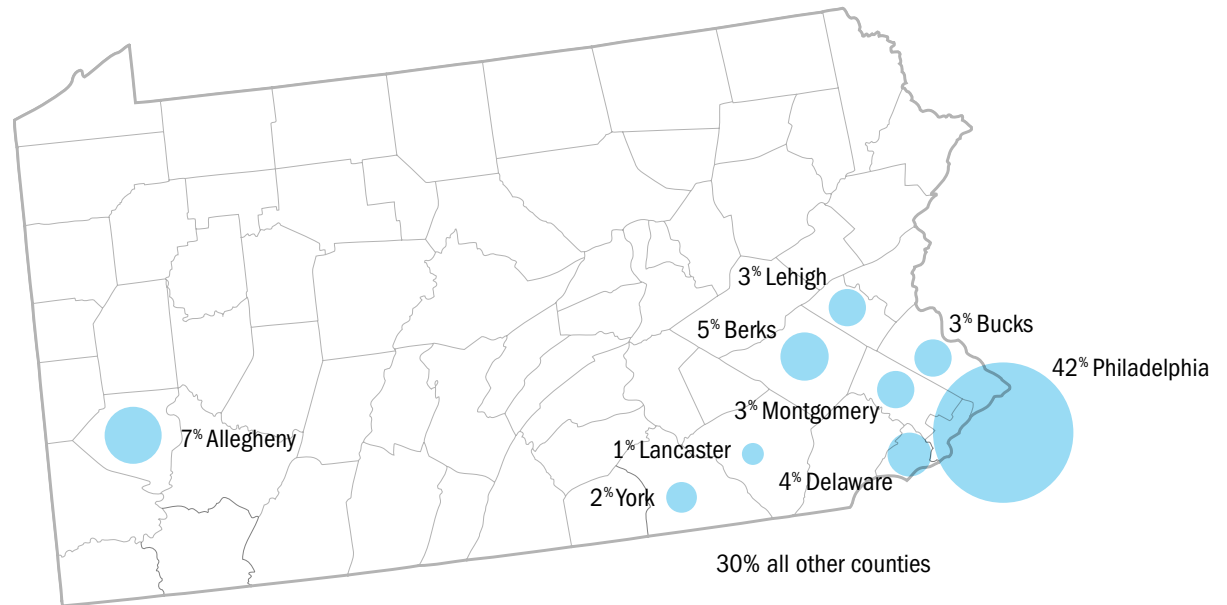 3% Lehigh
5% Berks
3% Bucks
42% Philadelphia
3% Montgomery
7% Allegheny
1% Lancaster
4% Delaware
2% York
30% all other counties